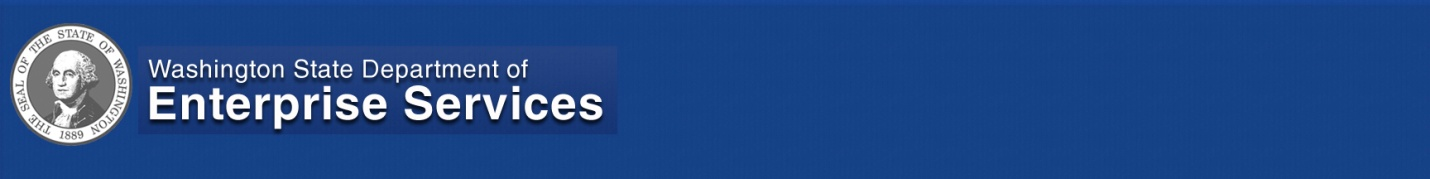 THE SEAL OF THE STATE OF WASHINGTON
1889
Washington State Department of
Enterprise Services